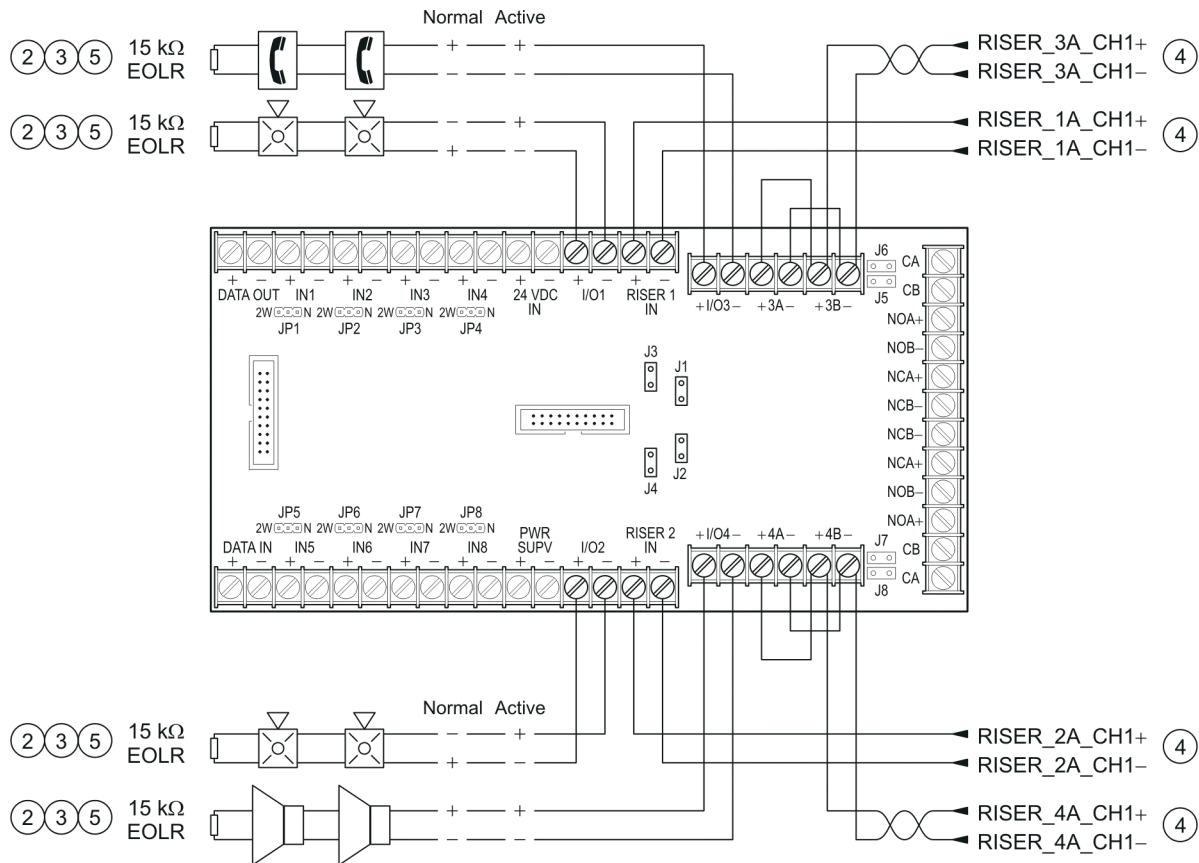 Normal Active
2 3 5 15 kΩ EOLR + + RISER_3A_CH1+ 4
− − RISER_3A_CH1−
2 3 5 15 kΩ EOLR − + RISER_1A_CH1+ 4
+ − RISER_1A_CH1−
+ − + − + − + − + − + − + − + −
DATA OUT IN1 IN2 IN3 IN4 24 VDC IN I/O1 RISER 1 IN
2W N 2W N 2W N 2W N
JP1 JP2 JP3 JP4
+I/O3− +3A− +3B−
J6
J5
CA
CB
NOA+
NOB−
NCA+
NCB−
NCB−
NCA+
NOB−
NOA+
CB
CA
J3 J1
J4 J2
JP5 JP6 JP7 JP8
2W N 2W N 2W N 2W N
DATA IN IN5 IN6 IN7 IN8 PWR SUPV I/O2 RISER 2 IN
+ − + − + − + − + − + − + − + −
+I/O4− +4A− +4B−
J7
J8
Normal Active
2 3 5 15 kΩ EOLR − + RISER_2A_CH1+ 4
+ − RISER_2A_CH1−
2 3 5 15 kΩ EOLR + + RISER_4A_CH1+ 4
− − RISER_4A_CH1−